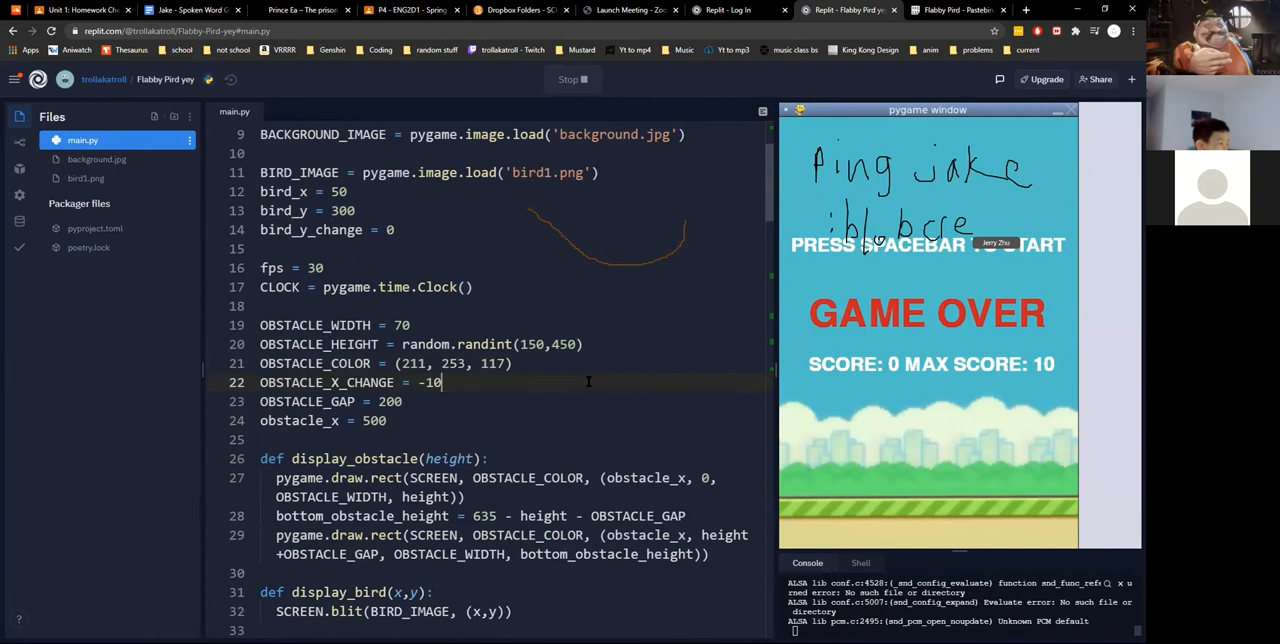 Unit 1: Homework Che
Jake - Spoken Word G
Prince Ea – The prison
P4 - ENG2D1 - Spring
Dropbox Folders - SC
Launch Meeting - Zoo
Replit - Log In
Replit - Flabby Pird yey
Flabby Pird - Pastebin
replit.com/@trollakatroll/Flabby-Pird-yey#main.py
Apps
Aniwatch
Thesaurus
school
not school
VRRRR
Genshin
Coding
random stuff
trollakatroll - Twitch
Mustard
Yt to mp4
Music
Yt to mp3
music class bs
King Kong Design
anim
problems
current
trollakatroll / Flabby Pird yey
Stop
Upgrade
Share
Files
main.py
background.jpg
bird1.png
Packager files
pyproject.toml
poetry.lock
main.py
9 BACKGROUND_IMAGE = pygame.image.load('background.jpg')
10
11 BIRD_IMAGE = pygame.image.load('bird1.png')
12 bird_x = 50
13 bird_y = 300
14 bird_y_change = 0
15
16 fps = 30
17 CLOCK = pygame.time.Clock()
18
19 OBSTACLE_WIDTH = 70
20 OBSTACLE_HEIGHT = random.randint(150,450)
21 OBSTACLE_COLOR = (211, 253, 117)
22 OBSTACLE_X_CHANGE = -10
23 OBSTACLE_GAP = 200
24 obstacle_x = 500
25
26 def display_obstacle(height):
27 pygame.draw.rect(SCREEN, OBSTACLE_COLOR, (obstacle_x, 0,
OBSTACLE_WIDTH, height))
28 bottom_obstacle_height = 635 - height - OBSTACLE_GAP
29 pygame.draw.rect(SCREEN, OBSTACLE_COLOR, (obstacle_x, height
+OBSTACLE_GAP, OBSTACLE_WIDTH, bottom_obstacle_height))
30
31 def display_bird(x,y):
32 SCREEN.blit(BIRD_IMAGE, (x,y))
33
pygame window
Ping jake
Jerry Zhu
PRESS SPACEBAR TO START
GAME OVER
SCORE: 0 MAX SCORE: 10
Console
Shell
ALSA lib conf.c:4528:(_snd_config_evaluate) function snd_func_refe
rned error: No such file or directory
ALSA lib conf.c:5007:(snd_config_expand) Evaluate error: No such file or
directory
ALSA lib pcm.c:2495:(snd_pcm_open_noupdate) Unknown PCM default